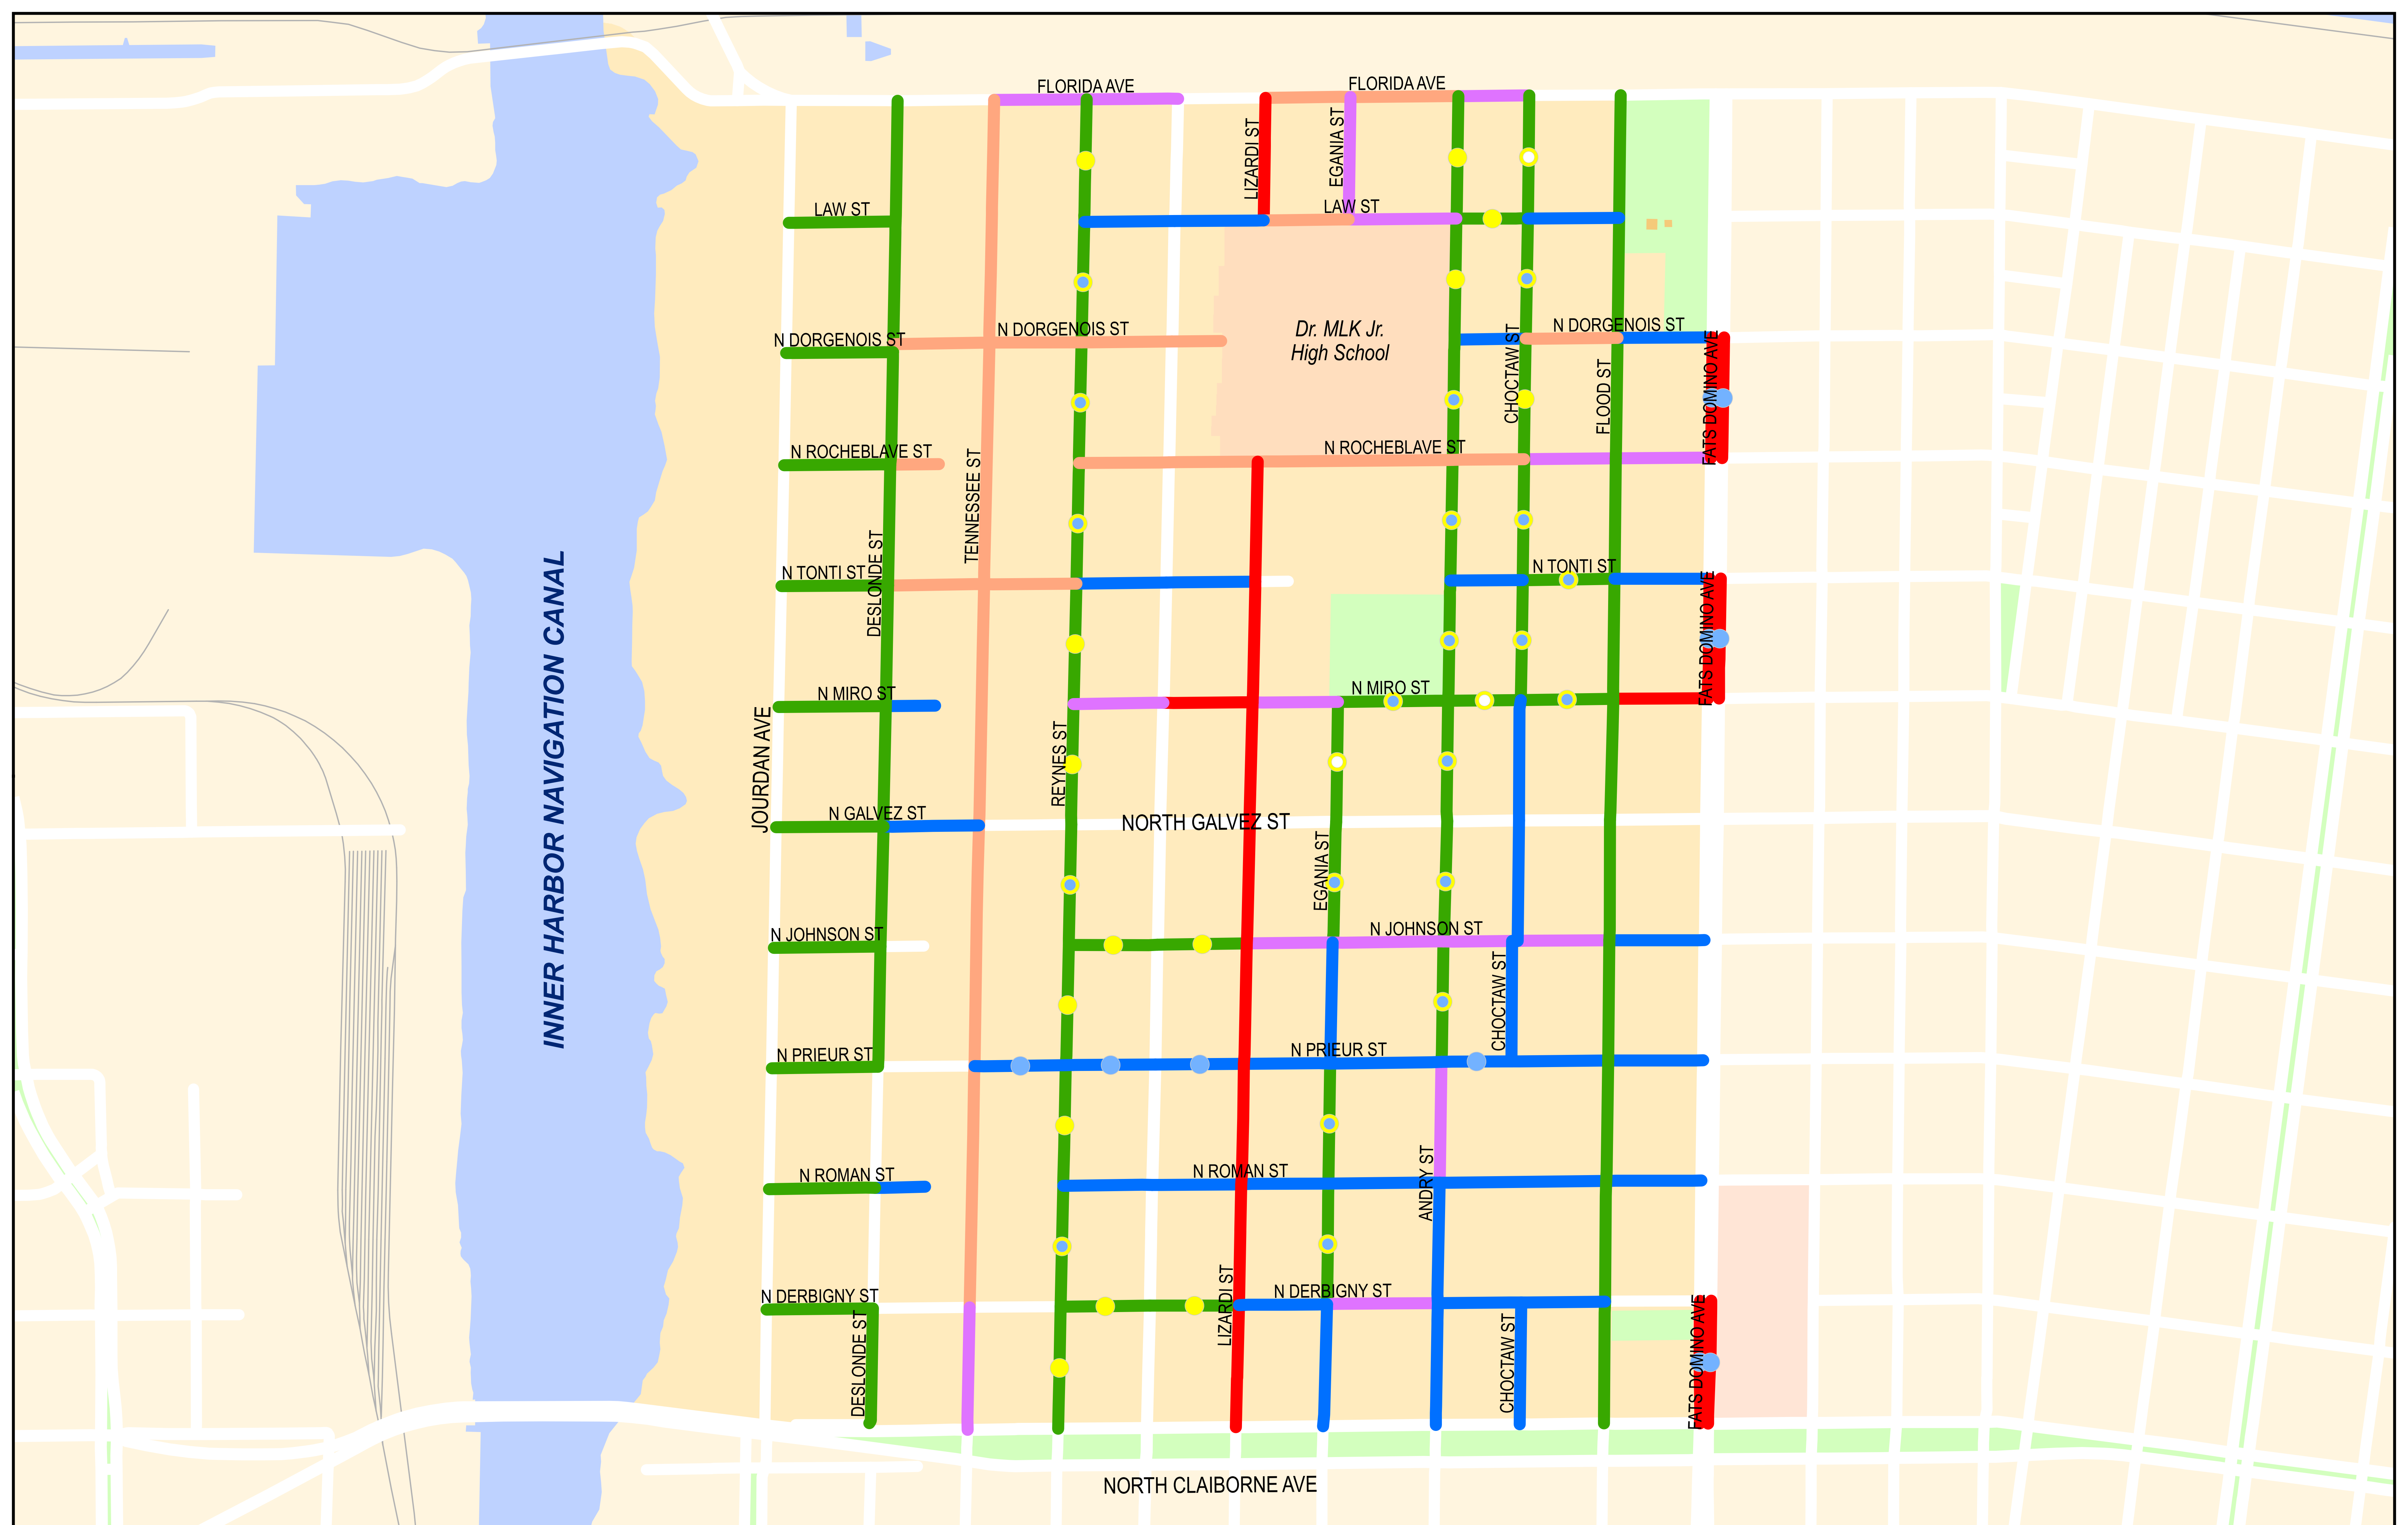 FLORIDA AVE
FLORIDA AVE
LIZARDI ST
EGANIA ST
LAW ST
LAW ST
N DORGENOIS ST
N DORGENOIS ST
Dr. MLK Jr.
High School
N DORGENOIS ST
CHOCTAW ST
FLOOD ST
FATS DOMINO AVE
N ROCHEBLAVE ST
N ROCHEBLAVE ST
TENNESSEE ST
DESLONDE ST
N TONTI ST
N TONTI ST
INNER HARBOR NAVIGATION CANAL
FATS DOMINO AVE
N MIRO ST
N MIRO ST
JOURDAN AVE
REYNES ST
N GALVEZ ST
NORTH GALVEZ ST
EGANIA ST
N JOHNSON ST
N JOHNSON ST
CHOCTAW ST
N PRIEUR ST
N PRIEUR ST
N ROMAN ST
N ROMAN ST
ANDRY ST
LIZARDI ST
N DERBIGNY ST
N DERBIGNY ST
DESLONDE ST
CHOCTAW ST
FATS DOMINO AVE
NORTH CLAIBORNE AVE